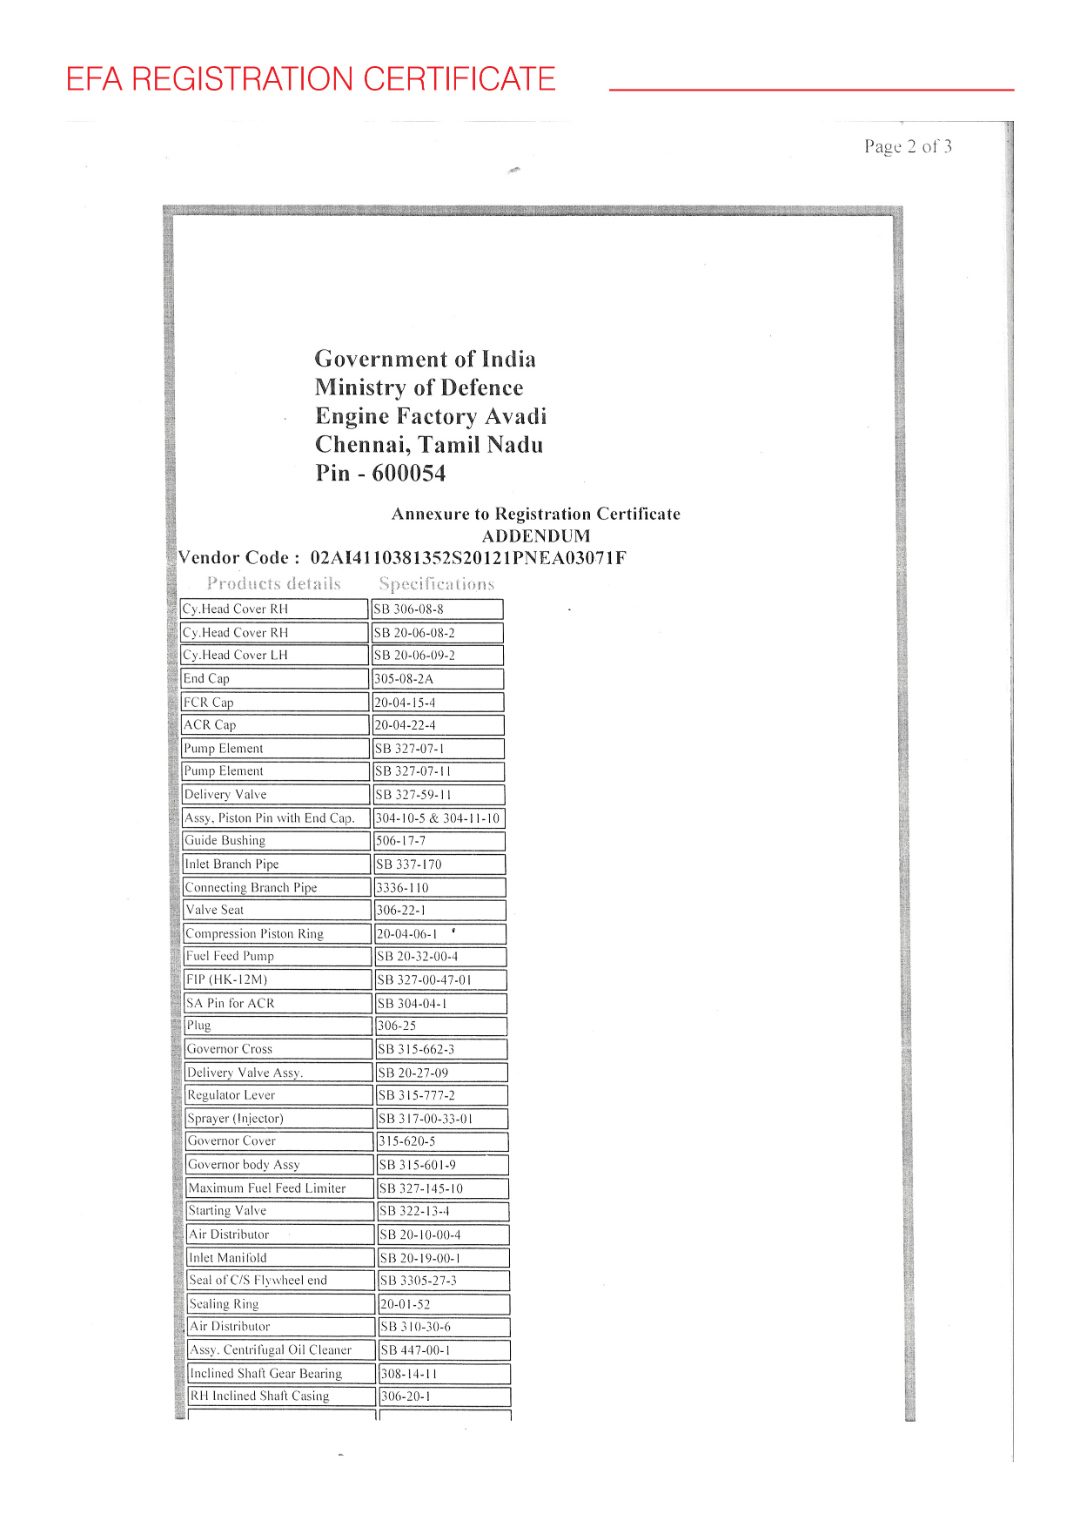 EFA REGISTRATION CERTIFICATE
Page 2 of 3
Government of India
Ministry of Defence
Engine Factory Avadi
Chennai, Tamil Nadu
Pin - 600054
Annexure to Registration Certificate
ADDENDUM
Vendor Code : 02AI4110381352S20121PNEA03071F
Products details Specifications
Cy.Head Cover RH SB 306-08-8
Cy.Head Cover RH SB 20-06-08-2
Cy.Head Cover LH SB 20-06-09-2
End Cap 305-08-2A
FCR Cap 20-04-15-4
ACR Cap 20-04-22-4
Pump Element SB 327-07-1
Pump Element SB 327-07-11
Delivery Valve SB 327-59-11
Assy, Piston Pin with End Cap. 304-10-5 & 304-11-10
Guide Bushing 506-17-7
Inlet Branch Pipe SB 337-170
Connecting Branch Pipe 3336-110
Valve Seat 306-22-1
Compression Piston Ring 20-04-06-1
Fuel Feed Pump SB 20-32-00-4
FIP (HK-12M) SB 327-00-47-01
SA Pin for ACR SB 304-04-1
Plug 306-25
Governor Cross SB 315-662-3
Delivery Valve Assy. SB 20-27-09
Regulator Lever SB 315-777-2
Sprayer (Injector) SB 317-00-33-01
Governor Cover 315-620-5
Governor body Assy SB 315-601-9
Maximum Fuel Feed Limiter SB 327-145-10
Starting Valve SB 322-13-4
Air Distributor SB 20-10-00-4
Inlet Manifold SB 20-19-00-1
Seal of C/S Flywheel end SB 3305-27-3
Sealing Ring 20-01-52
Air Distributor SB 310-30-6
Assy. Centrifugal Oil Cleaner SB 447-00-1
Inclined Shaft Gear Bearing 308-14-11
RH Inclined Shaft Casing 306-20-1